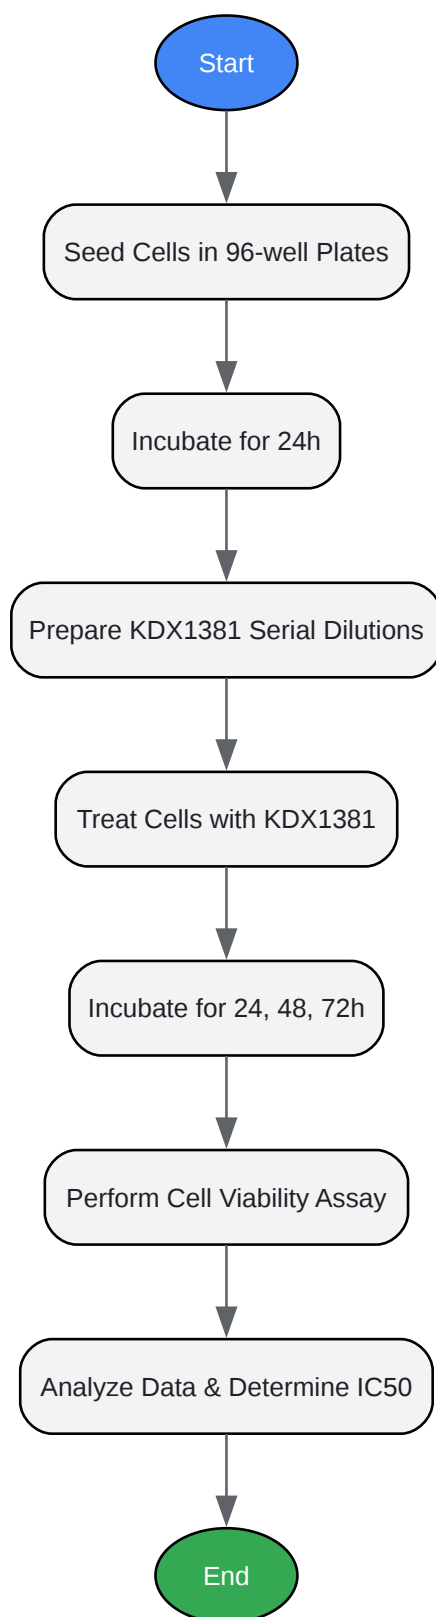 Start
Seed Cells in 96-well Plates
Incubate for 24h
Prepare KDX1381 Serial Dilutions
Treat Cells with KDX1381
Incubate for 24, 48, 72h
Perform Cell Viability Assay
Analyze Data & Determine IC50
End